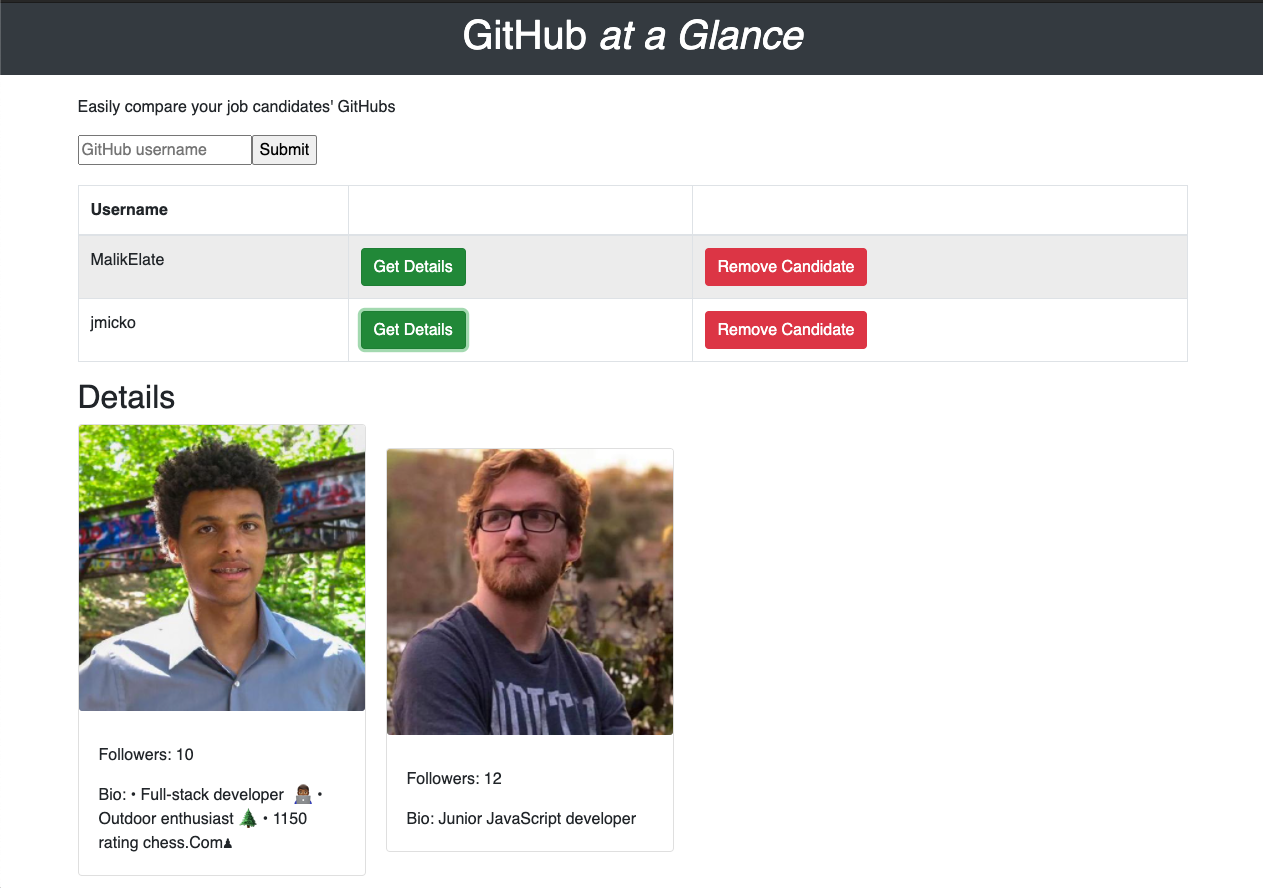 GitHub at a Glance
Easily compare your job candidates' GitHubs
GitHub username Submit
Username
MalikElate Get Details Remove Candidate
jmicko Get Details Remove Candidate
Details
Followers: 10
Bio: • Full-stack developer 👨🏾‍💻 •
Outdoor enthusiast 🌲 • 1150
rating chess.Com♟
Followers: 12
Bio: Junior JavaScript developer